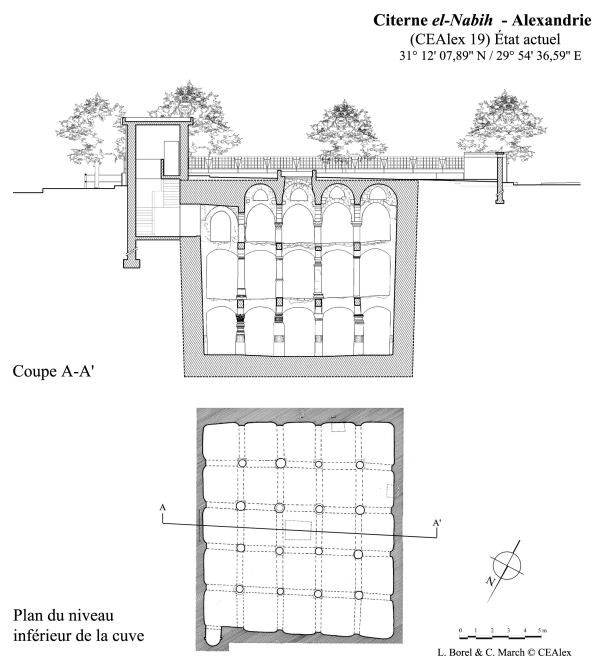 Citerne el-Nabih - Alexandrie
(CEAlex 19) État actuel
31° 12' 07,89" N / 29° 54' 36,59" E
Coupe A-A'
A
A'
N
Plan du niveau
inférieur de la cuve
0 1 2 3 4 5 m
L. Borel & C. March © CEAlex